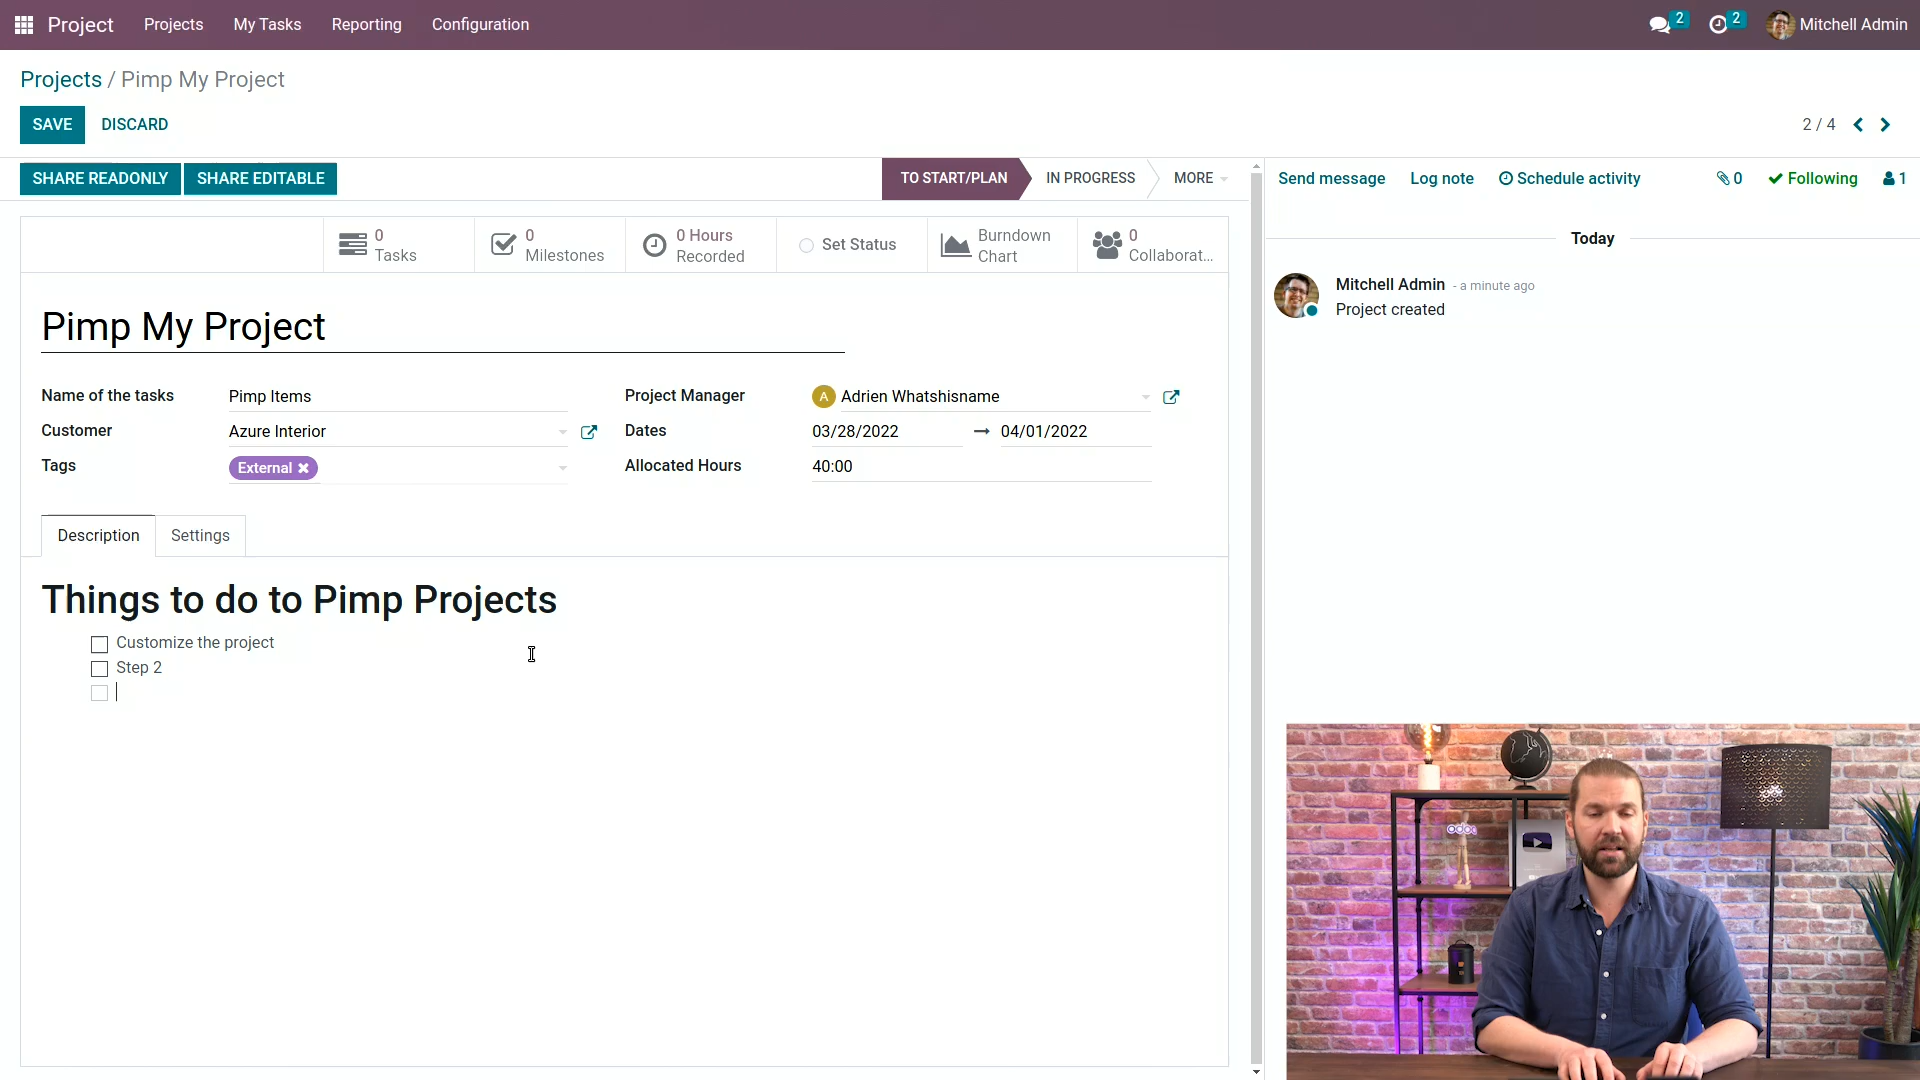 Project Projects My Tasks Reporting Configuration 2 2 Mitchell Admin
Projects / Pimp My Project
SAVE DISCARD 2 / 4
SHARE READONLY SHARE EDITABLE TO START/PLAN IN PROGRESS MORE Send message Log note Schedule activity 0 Following 1
0 Tasks
0 Milestones
0 Hours Recorded
Set Status
Burndown Chart
0 Collaborat...
Today
Mitchell Admin - a minute ago
Project created
Pimp My Project
Name of the tasks Pimp Items Project Manager A Adrien Whatshisname
Customer Azure Interior Dates 03/28/2022 04/01/2022
Tags External Allocated Hours 40:00
Description Settings
Things to do to Pimp Projects
Customize the project
Step 2
odoo